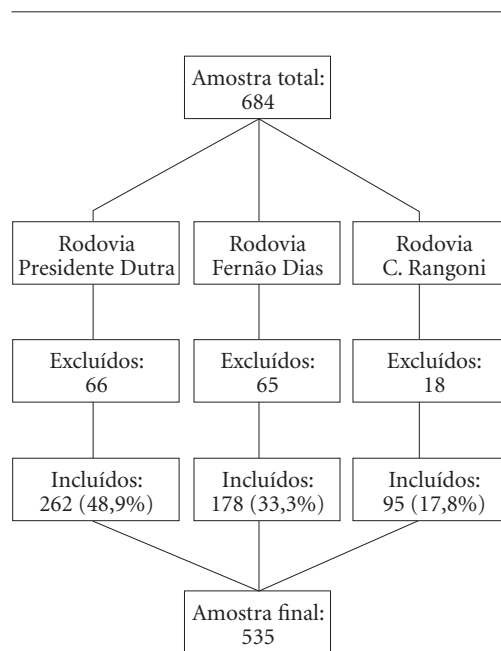 Amostra total:
684
Rodovia
Presidente Dutra
Rodovia
Fernão Dias
Rodovia
C. Rangoni
Excluídos:
66
Excluídos:
65
Excluídos:
18
Incluídos:
262 (48,9%)
Incluídos:
178 (33,3%)
Incluídos:
95 (17,8%)
Amostra final:
535